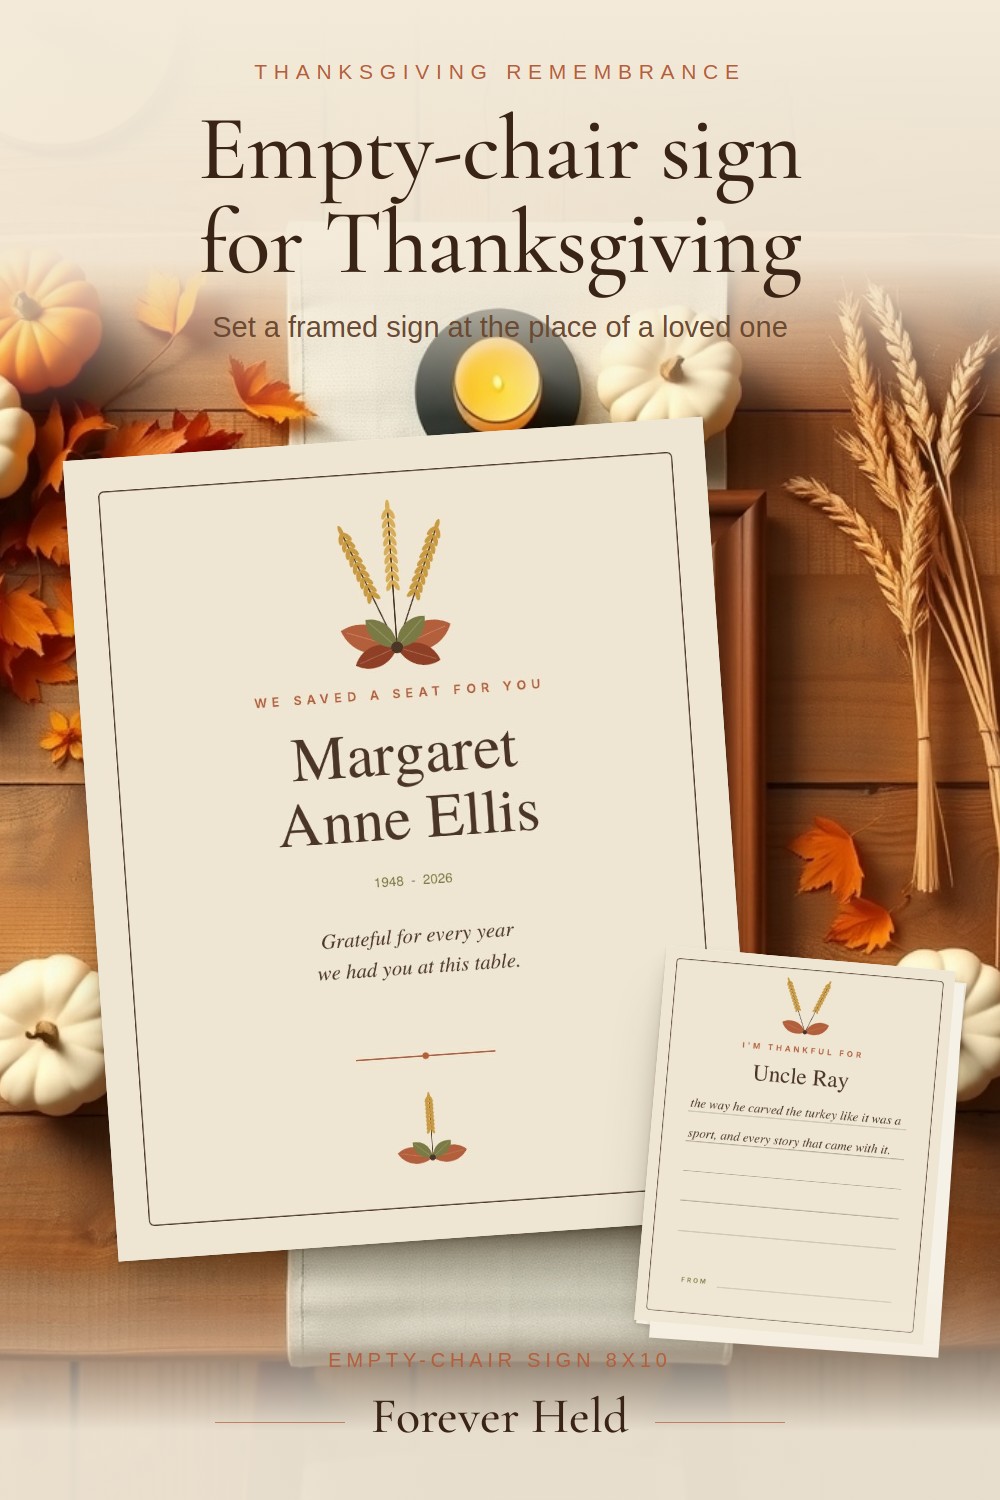 THANKSGIVING REMEMBRANCE
Empty-chair sign
for Thanksgiving
Set a framed sign at the place of a loved one
WE SAVED A SEAT FOR YOU
Margaret
Anne Ellis
1948 - 2026
Grateful for every year
we had you at this table.
I'M THANKFUL FOR
Uncle Ray
the way he carved the turkey like it was a
sport, and every story that came with it.
FROM
EMPTY-CHAIR SIGN 8X10
Forever Held